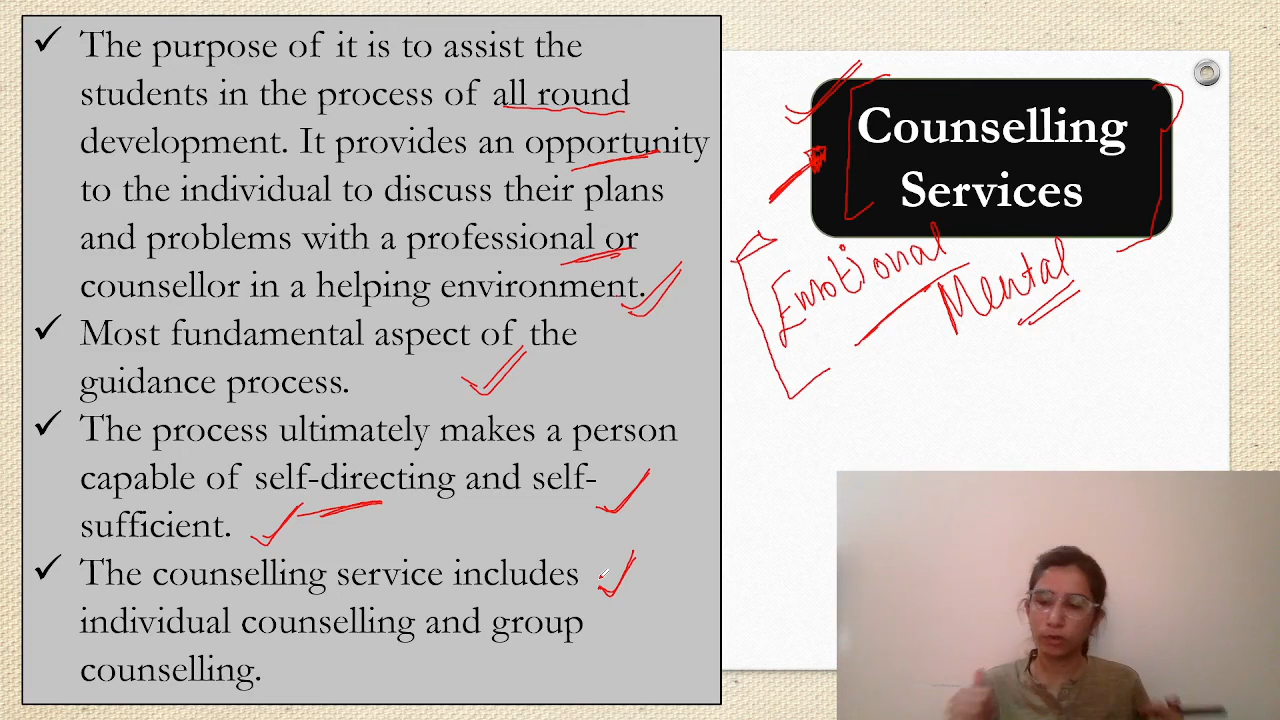 The purpose of it is to assist the
students in the process of all round
development. It provides an opportunity
to the individual to discuss their plans
and problems with a professional or
counsellor in a helping environment.
Most fundamental aspect of the
guidance process.
The process ultimately makes a person
capable of self-directing and self-
sufficient.
The counselling service includes
individual counselling and group
counselling.
Counselling
Services
Emotional
Mental